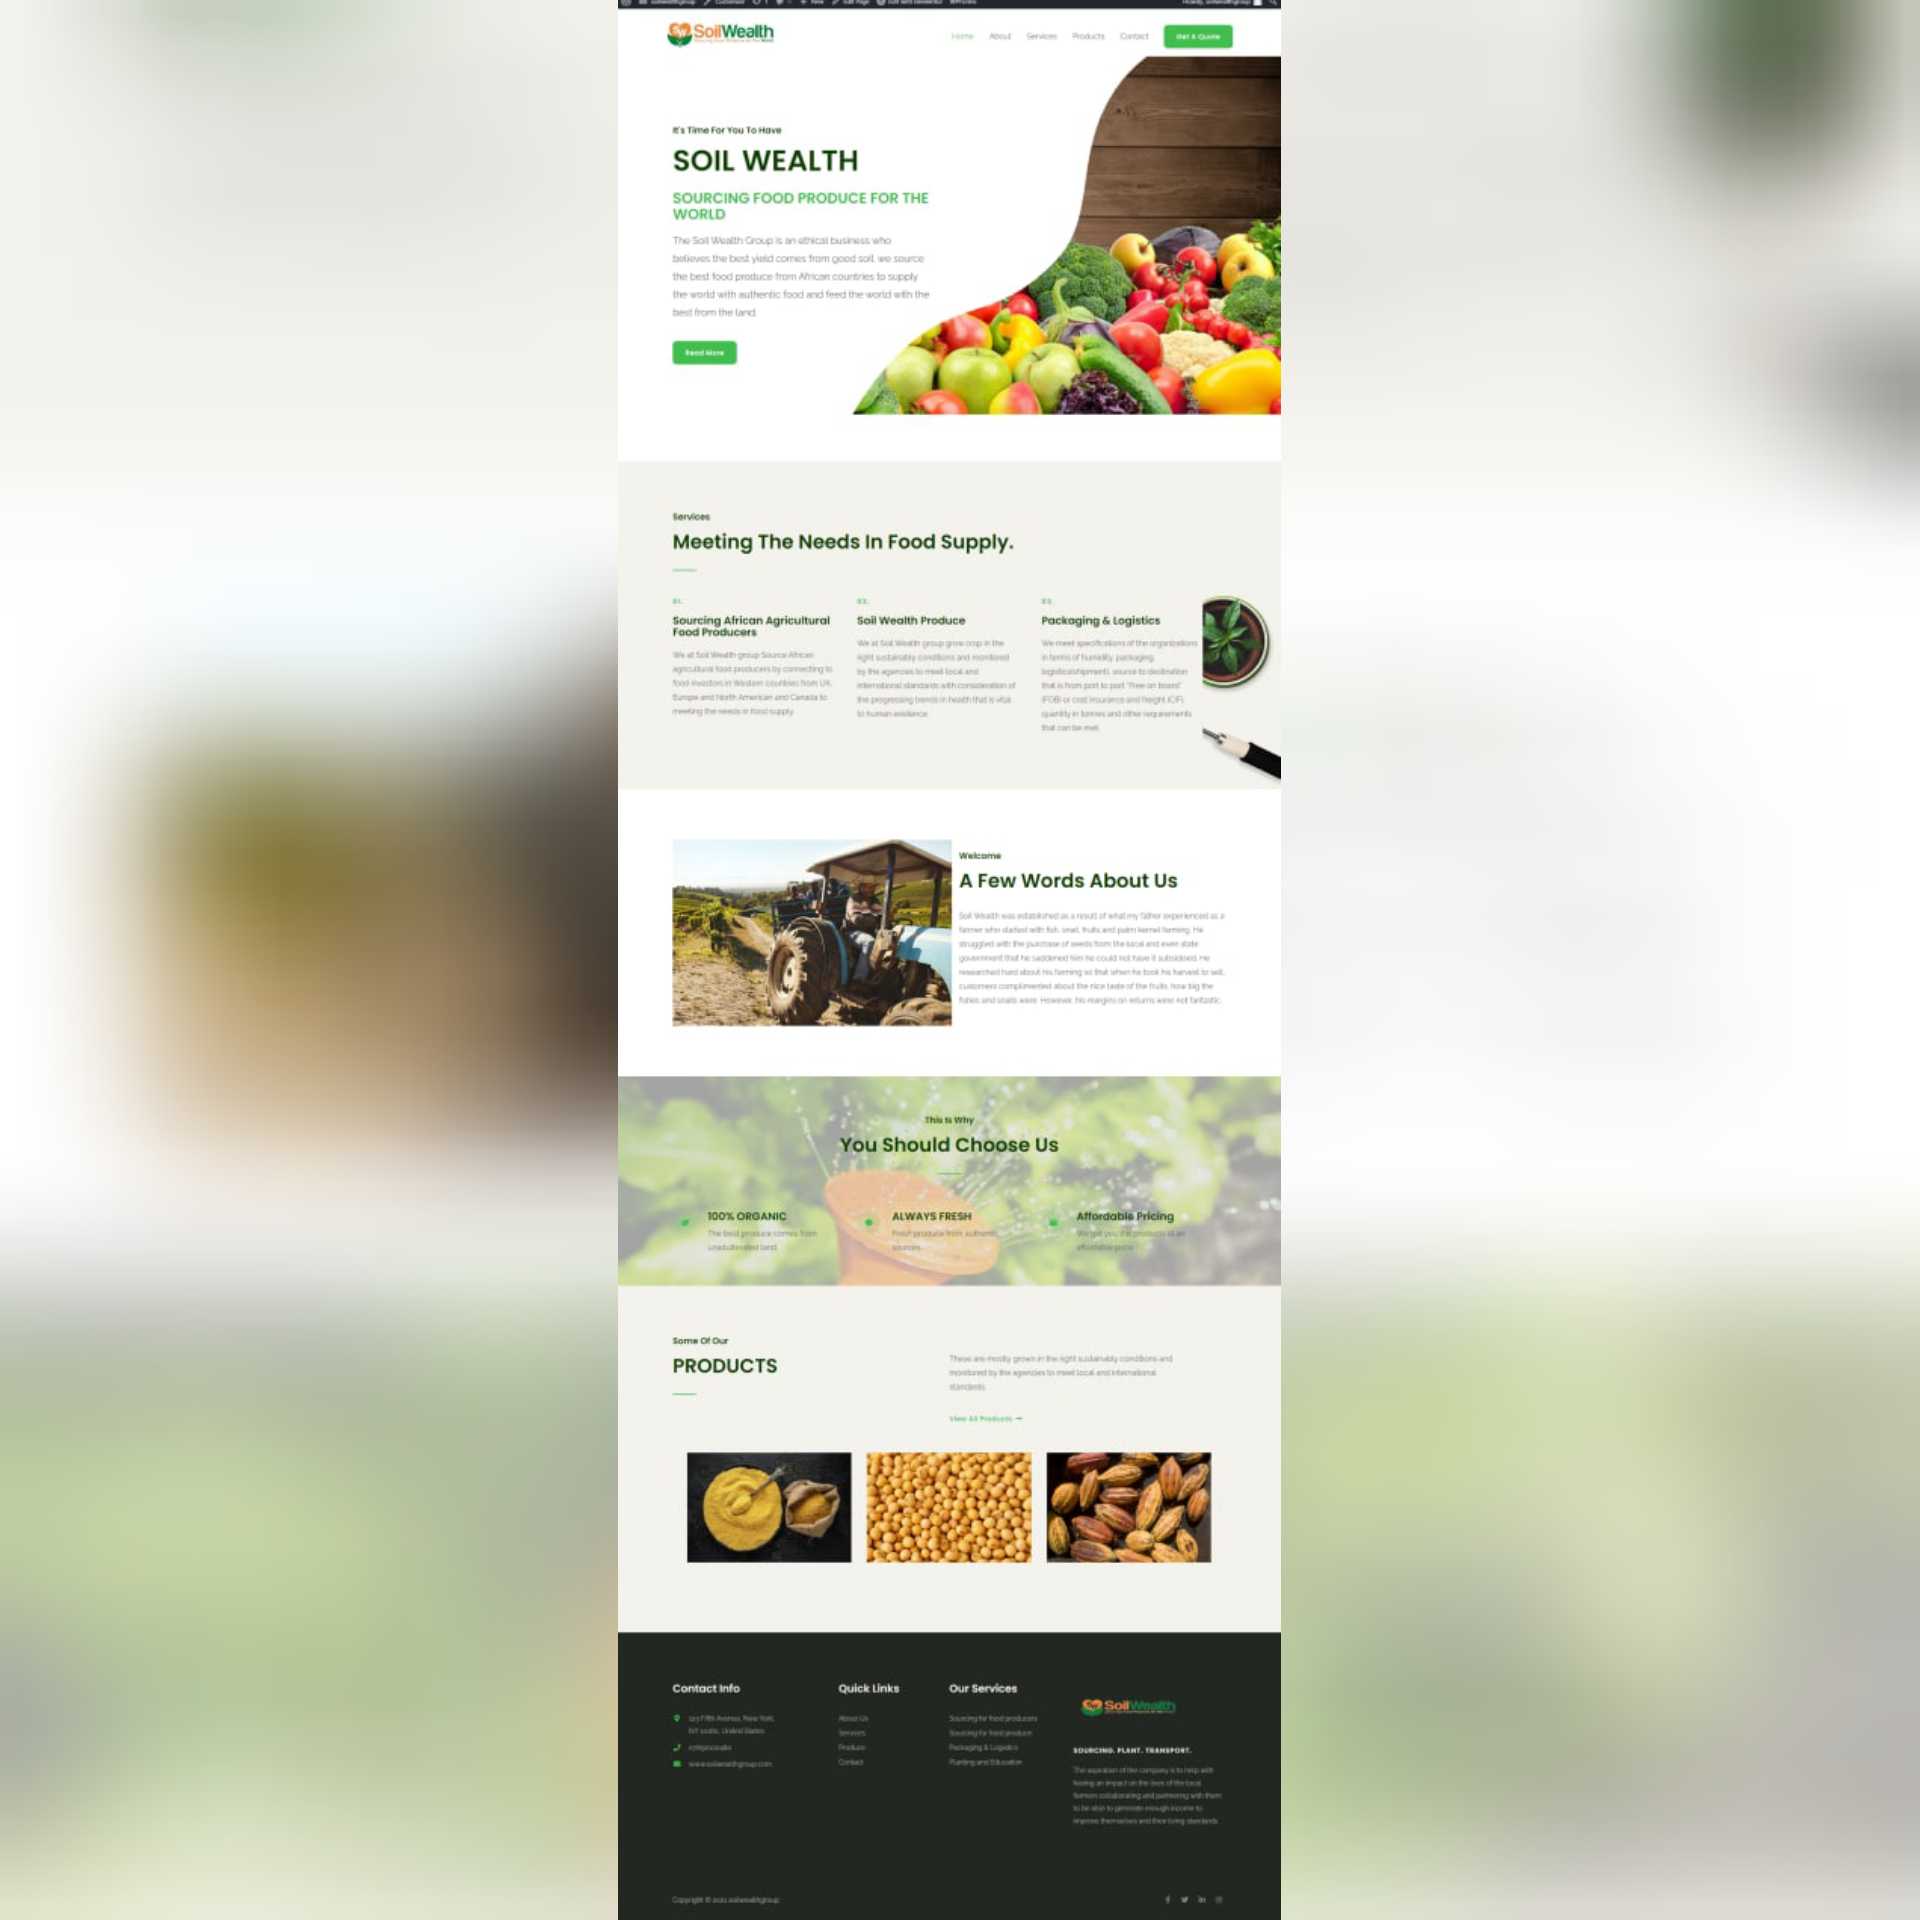 soilwealthgroup Customize New Edit Page Edit with Elementor WPForms
Howdy, soilwealthgroup
SoilWealth
Home About Services Products Contact Get A Quote
It's Time For You To Have
SOIL WEALTH
SOURCING FOOD PRODUCE FOR THE
WORLD
The Soil Wealth Group is an ethical business who
believes the best yield comes from good soil, we source
the best food produce from African countries to supply
the world with authentic food and feed the world with the
best from the land.
Read More
Services
Meeting The Needs In Food Supply.
01.
Sourcing African Agricultural
Food Producers
We at Soil Wealth group Source African
agricultural food producers by connecting to
food investors in Western countries from UK,
Europe and North American and Canada to
meeting the needs in food supply.
02.
Soil Wealth Produce
We at Soil Wealth group grow crop in the
right sustainably conditions and monitored
by the agencies to meet local and
international standards with consideration of
the progressing trends in health that is vital
to human existence.
03.
Packaging & Logistics
We meet specifications of the organizations
in terms of humidity, packaging,
logistics(shipment), source to destination
that is from port to port "Free on board"
(FOB) or cost insurance and freight (CIF),
quantity in tonnes and other requirements
that can be met.
Welcome
A Few Words About Us
Soil Wealth was established as a result of what my father experienced as a
farmer who started with fish, snail, fruits and palm kernel farming. He
struggled with the purchase of seeds from the local and even state
government that he saddened him he could not have it subsidised. He
researched hard about his farming so that when he took his harvest to sell,
customers complimented about the nice taste of the fruits, how big the
fishes and snails were. However, his margins on returns were not fantastic.
This Is Why
You Should Choose Us
100% ORGANIC
The best produce comes from
unadulterated land.
ALWAYS FRESH
Fresh produce from authentic
sources.
Affordable Pricing
We get you the products at an
affordable price
Some Of Our
PRODUCTS
These are mostly grown in the right sustainably conditions and
monitored by the agencies to meet local and international
standards.
View All Products
Contact Info
123 Fifth Avenue, New York,
NY 10160, United States
www.soilwealthgroup.com
Quick Links
About Us
Services
Produce
Contact
Our Services
Sourcing for food producers
Sourcing for food produce
Packaging & Logistics
Planting and Education
SoilWealth
SOURCING. PLANT. TRANSPORT.
The aspiration of the company is to help with
having an impact on the lives of the local
farmers collaborating and partnering with them
to be able to generate enough income to
improve themselves and their living standards
Copyright © 2021 soilwealthgroup